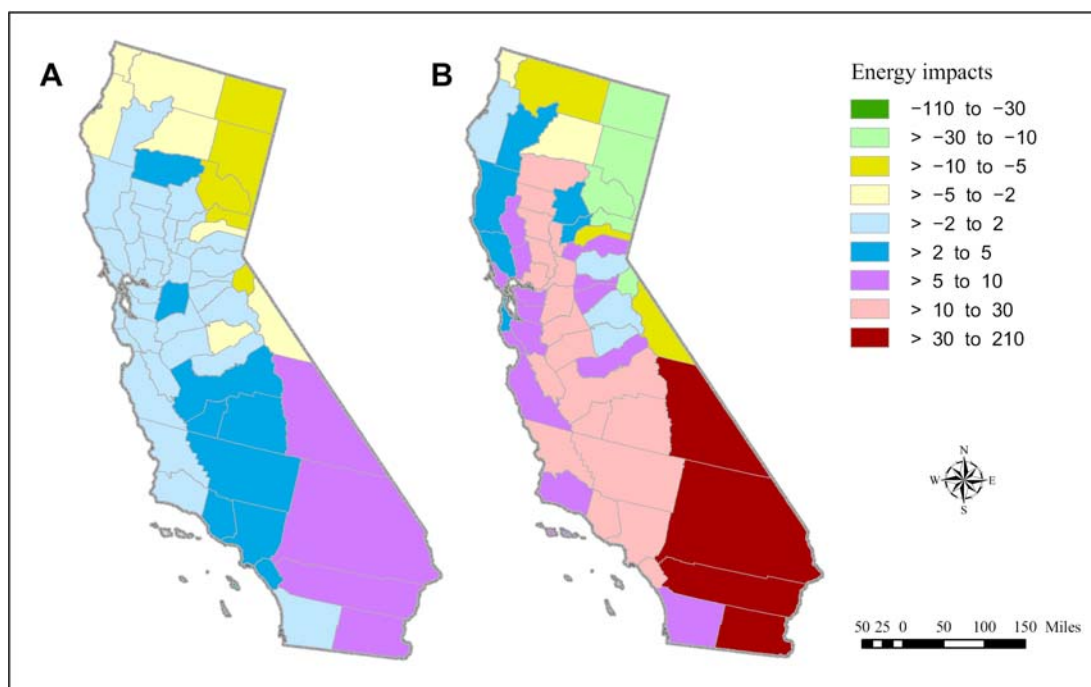 A
B
Energy impacts
−110 to −30
> −30 to −10
> −10 to −5
> −5 to −2
> −2 to 2
> 2 to 5
> 5 to 10
> 10 to 30
> 30 to 210
N
W E
S
50 25 0 50 100 150 Miles